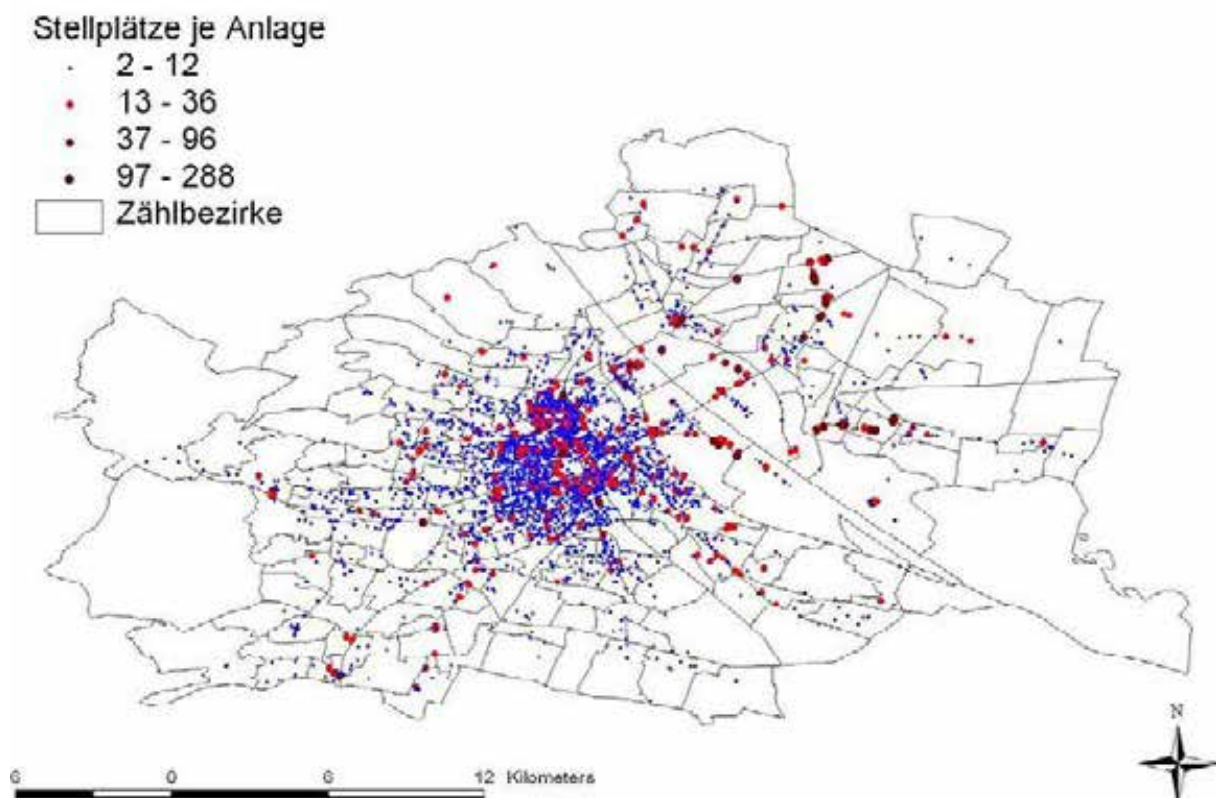 Stellplätze je Anlage
2 - 12
13 - 36
37 - 96
97 - 288
Zählbezirke
N
6 0 6 12 Kilometers